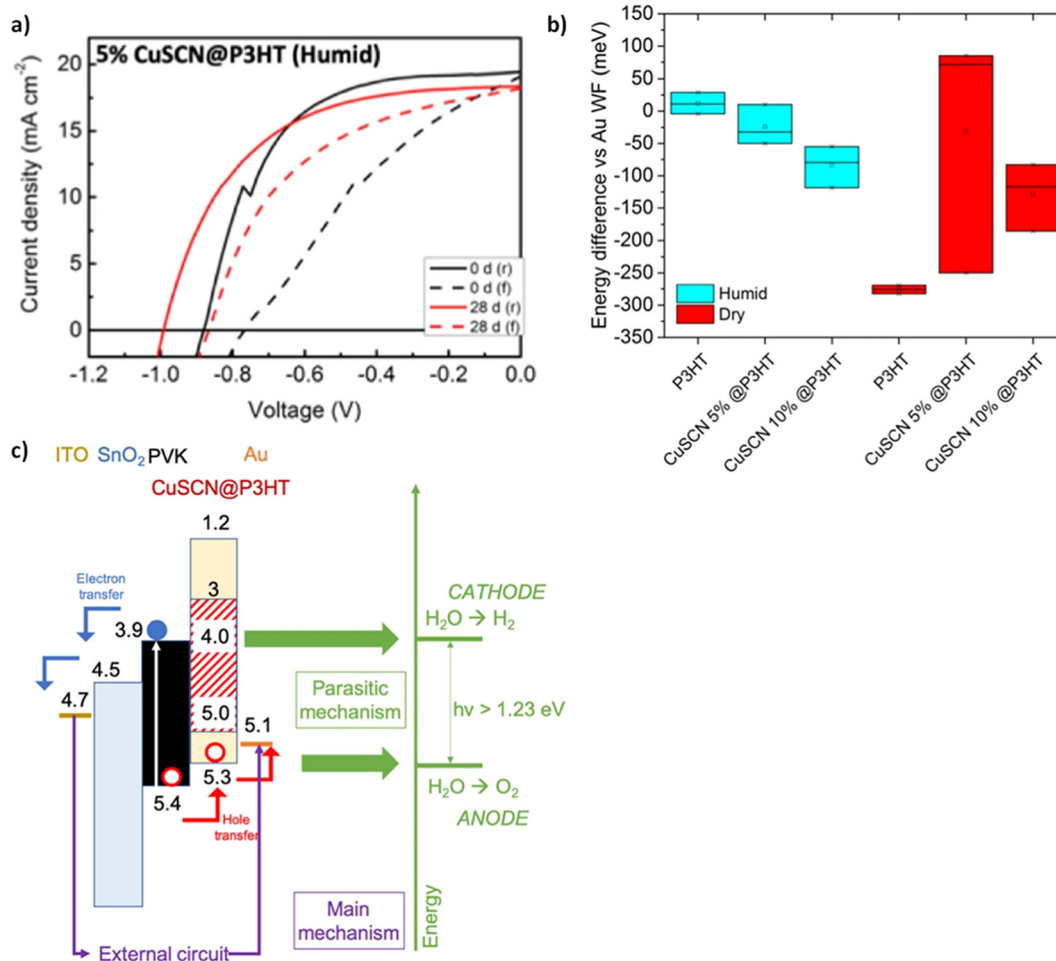 a)
5% CuSCN@P3HT (Humid)
Current density (mA cm⁻²)
20
15
10
5
0
0 d (r)
0 d (f)
28 d (r)
28 d (f)
-1.2 -1.0 -0.8 -0.6 -0.4 -0.2 0.0
Voltage (V)
b)
Energy difference vs Au WF (meV)
150
100
50
0
-50
-100
-150
-200
-250
-300
-350
Humid
Dry
P3HT
CuSCN 5% @P3HT
CuSCN 10% @P3HT
P3HT
CuSCN 5% @P3HT
CuSCN 10% @P3HT
c)
ITO SnO₂ PVK Au
CuSCN@P3HT
1.2
Electron
transfer
3
3.9
4.0
4.5
4.7
5.0
5.1
5.3
5.4
Hole
transfer
External circuit
CATHODE
H₂O → H₂
Parasitic
mechanism
hν > 1.23 eV
H₂O → O₂
ANODE
Main
mechanism
Energy